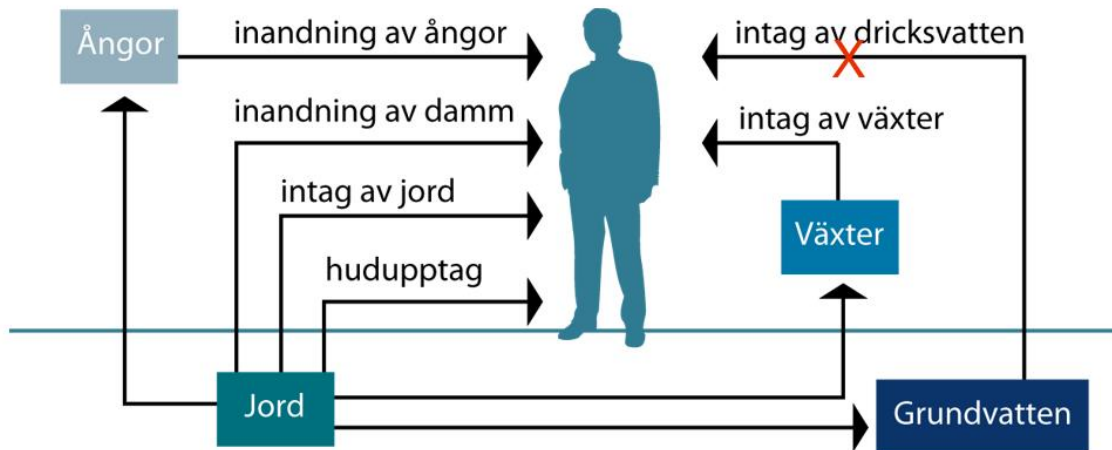 Ångor
inandning av ångor
intag av dricksvatten
X
inandning av damm
intag av växter
intag av jord
Växter
hudupptag
Jord
Grundvatten